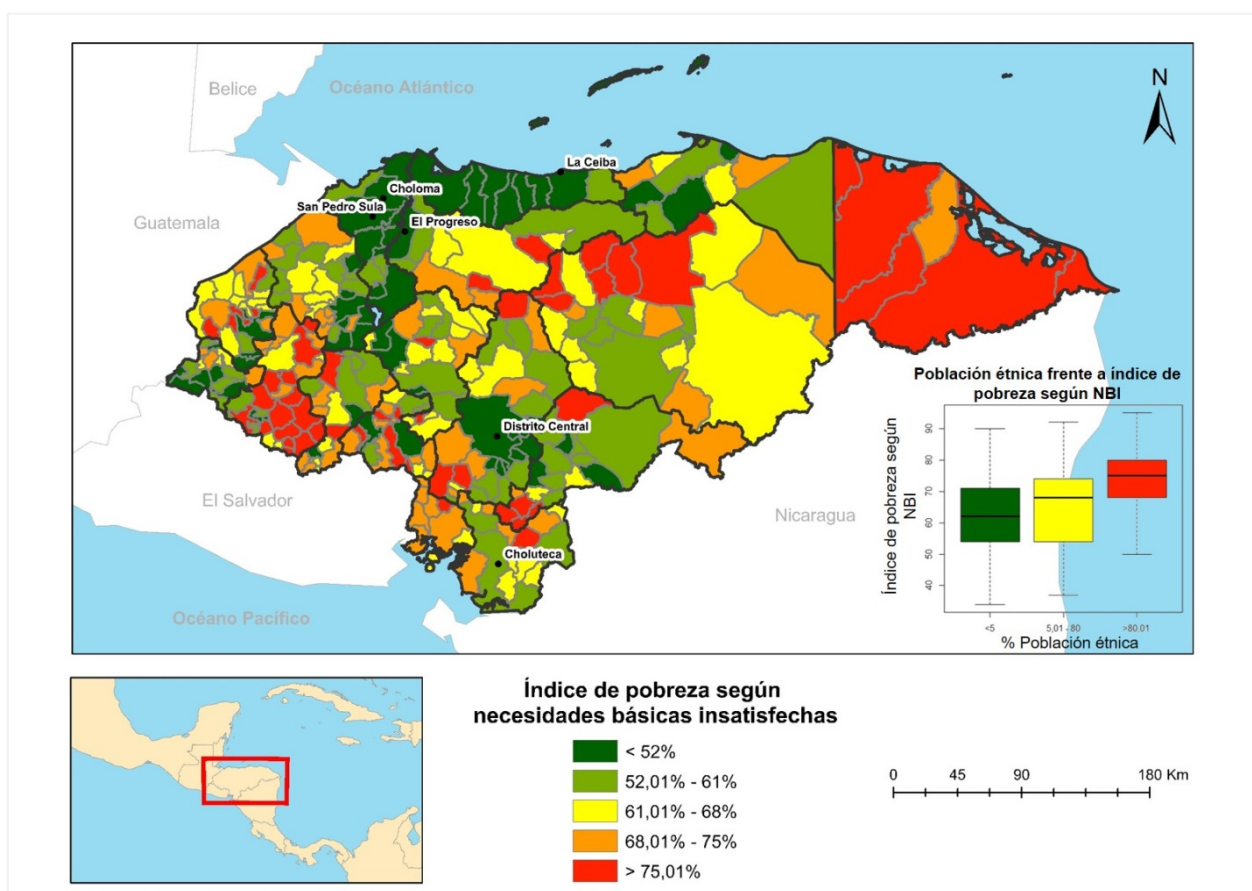 Belice
Océano Atlántico
N
La Ceiba
Choloma
San Pedro Sula
El Progreso
Guatemala
Distrito Central
El Salvador
Nicaragua
Choluteca
Océano Pacífico
Población étnica frente a índice de
pobreza según NBI
Índice de pobreza según
NBI
90
80
70
60
50
40
<5
5,01 - 80
>80.01
% Población étnica
Índice de pobreza según
necesidades básicas insatisfechas
< 52%
52,01% - 61%
61,01% - 68%
68,01% - 75%
> 75,01%
0 45 90 180 Km